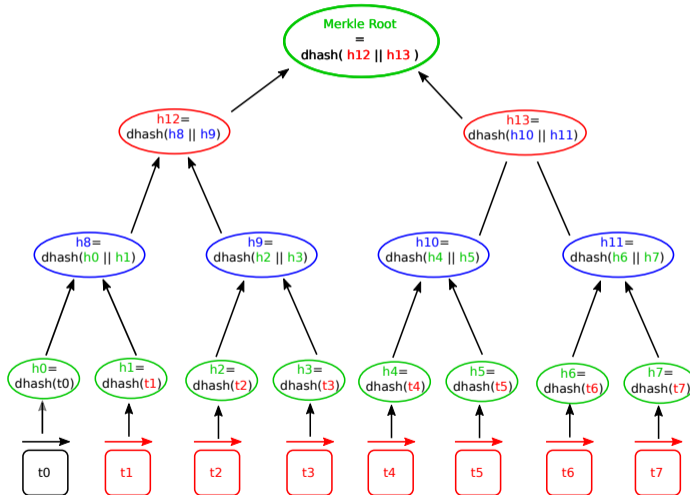 Merkle Root
=
dhash( h12 || h13 )
h12=
dhash(h8 || h9)
h13=
dhash(h10 || h11)
h8=
dhash(h0 || h1)
h9=
dhash(h2 || h3)
h10=
dhash(h4 || h5)
h11=
dhash(h6 || h7)
h0=
dhash(t0)
h1=
dhash(t1)
h2=
dhash(t2)
h3=
dhash(t3)
h4=
dhash(t4)
h5=
dhash(t5)
h6=
dhash(t6)
h7=
dhash(t7)
t0
t1
t2
t3
t4
t5
t6
t7